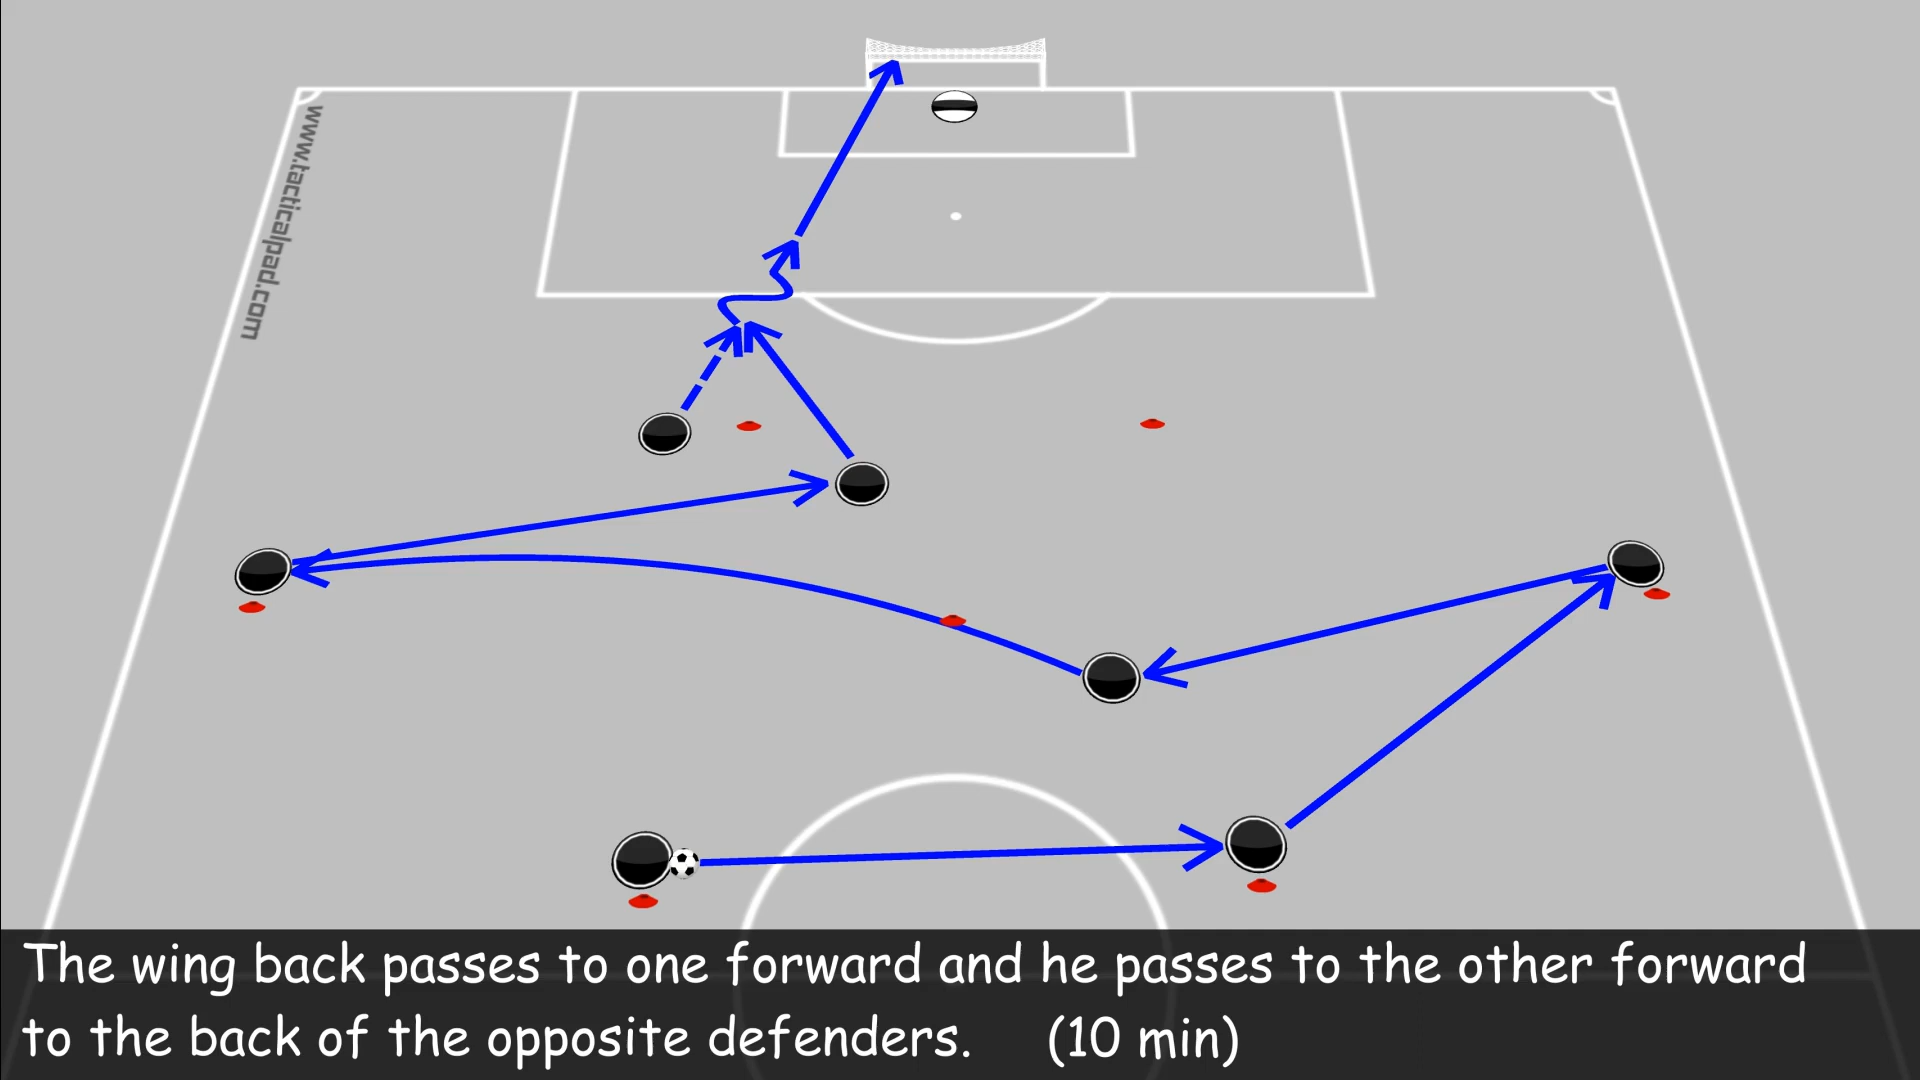 www.tacticalpad.com
The wing back passes to one forward and he passes to the other forward
to the back of the opposite defenders. (10 min)